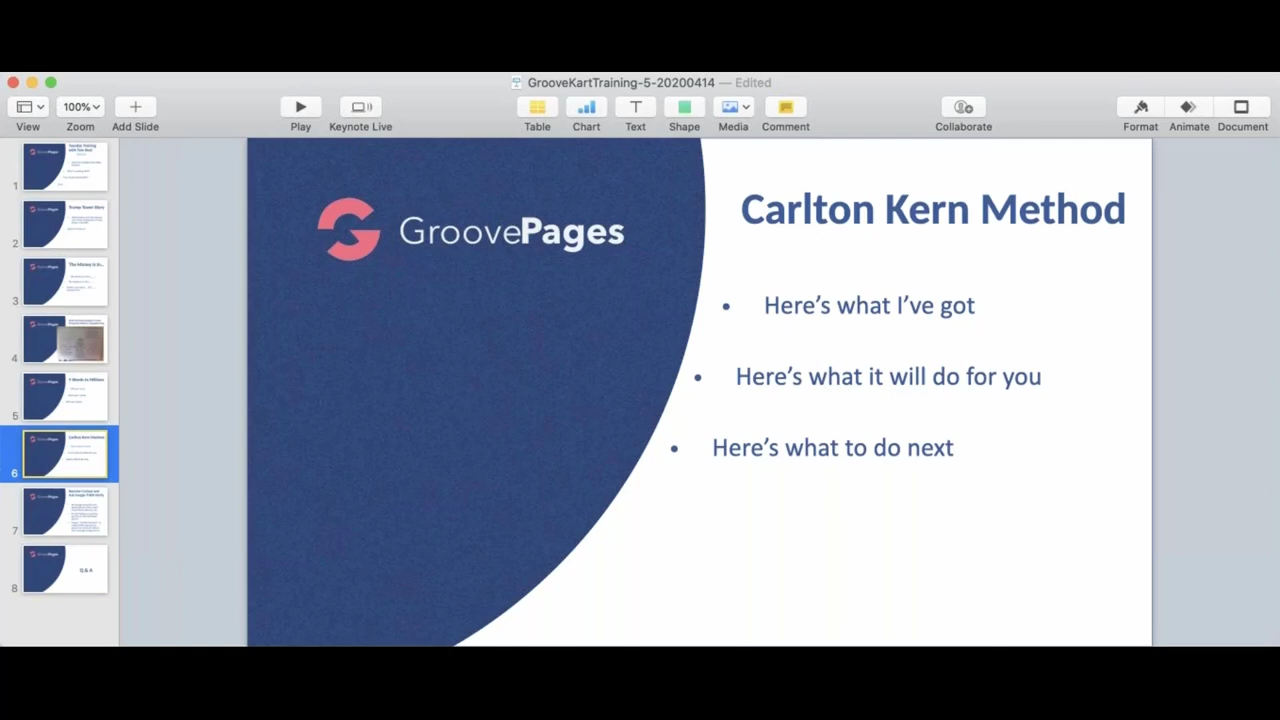 GrooveKartTraining-5-20200414 — Edited
100%
View
Zoom
Add Slide
Play
Keynote Live
Table
Chart
Text
Shape
Media
Comment
Collaborate
Format
Animate
Document
1
2
3
4
5
6
7
8
GroovePages
Carlton Kern Method
• Here’s what I’ve got
• Here’s what it will do for you
• Here’s what to do next
Q & A